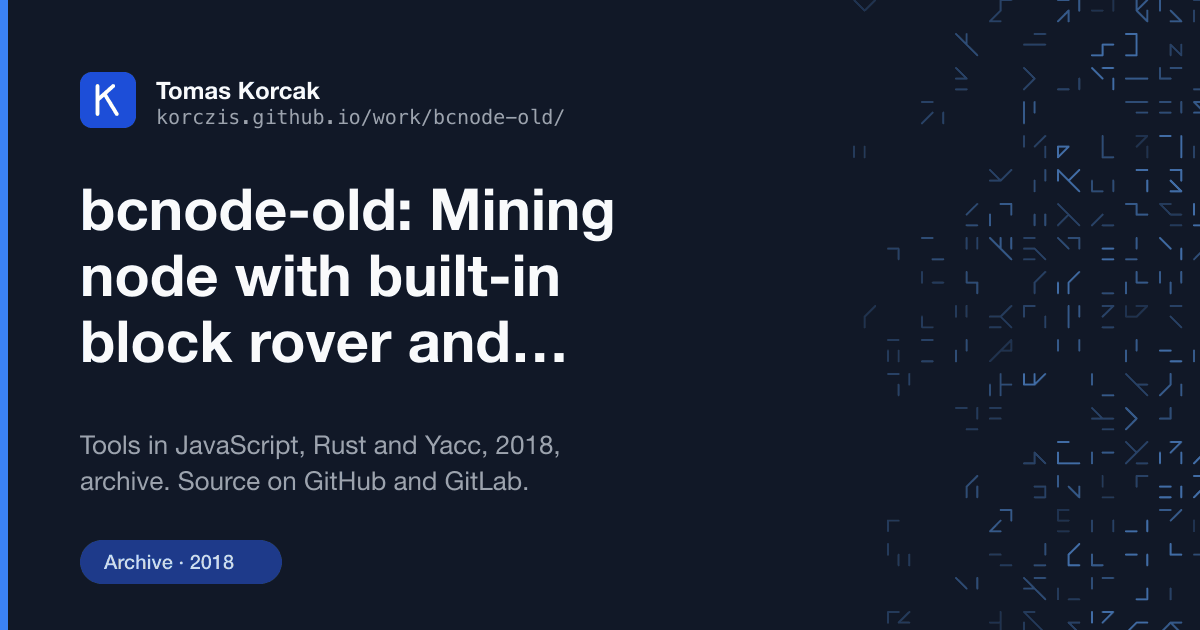 K
Tomas Korcak
korczis.github.io/work/bcnode-old/
bcnode-old: Mining
node with built-in
block rover and…
Tools in JavaScript, Rust and Yacc, 2018,
archive. Source on GitHub and GitLab.
Archive · 2018